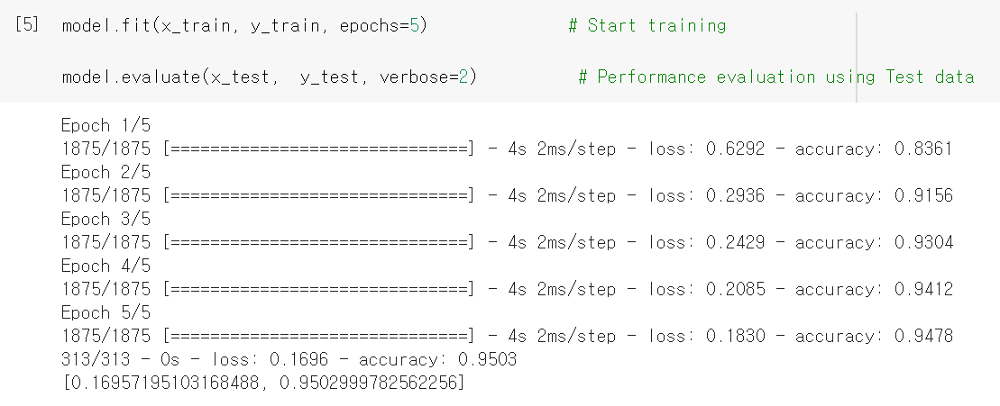 [5] model.fit(x_train, y_train, epochs=5) # Start training
model.evaluate(x_test, y_test, verbose=2) # Performance evaluation using Test data
Epoch 1/5
1875/1875 [==============================] - 4s 2ms/step - loss: 0.6292 - accuracy: 0.8361
Epoch 2/5
1875/1875 [==============================] - 4s 2ms/step - loss: 0.2936 - accuracy: 0.9156
Epoch 3/5
1875/1875 [==============================] - 4s 2ms/step - loss: 0.2429 - accuracy: 0.9304
Epoch 4/5
1875/1875 [==============================] - 4s 2ms/step - loss: 0.2085 - accuracy: 0.9412
Epoch 5/5
1875/1875 [==============================] - 4s 2ms/step - loss: 0.1830 - accuracy: 0.9478
313/313 - 0s - loss: 0.1696 - accuracy: 0.9503
[0.16957195103168488, 0.9502999782562256]